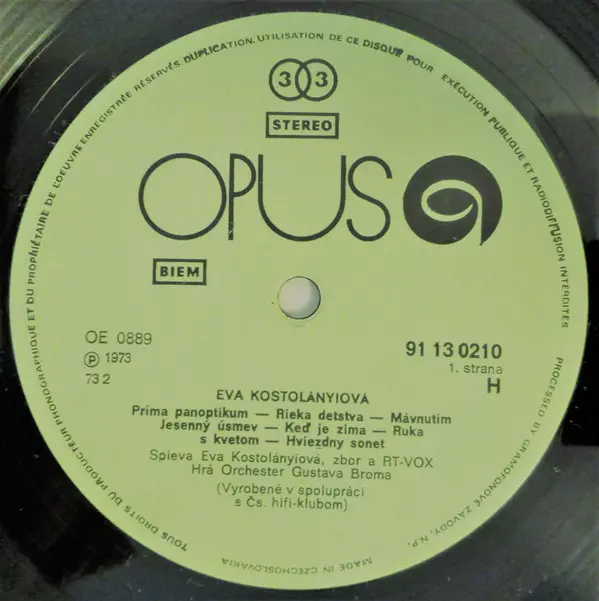 TOUS DROITS DU PRODUCTEUR PHONOGRAPHIQUE ET DU PROPRIÉTAIRE DE L'OEUVRE ENREGISTRÉE RÉSERVÉS DUPLICATION, UTILISATION DE CE DISQUE POUR EXÉCUTION PUBLIQUE ET RADIODIFFUSION INTERDITES
PROCESSED BY GRAMOFONOVÉ ZÁVODY, N.P.
MADE IN CZECHOSLOVAKIA
33
STEREO
OPUS
BIEM
OE 0889
Ⓟ 1973
73 2
91 13 0210
1. strana
H
EVA KOSTOLÁNYIOVÁ
Príma panoptikum — Rieka detstva — Mávnutím
Jesenný úsmev — Keď je zima — Ruka
s kvetom — Hviezdny sonet
Spieva Eva Kostolányiová, zbor a RT-VOX
Hrá Orchester Gustava Broma
(Vyrobené v spolupráci
s Čs. hifi-klubom)